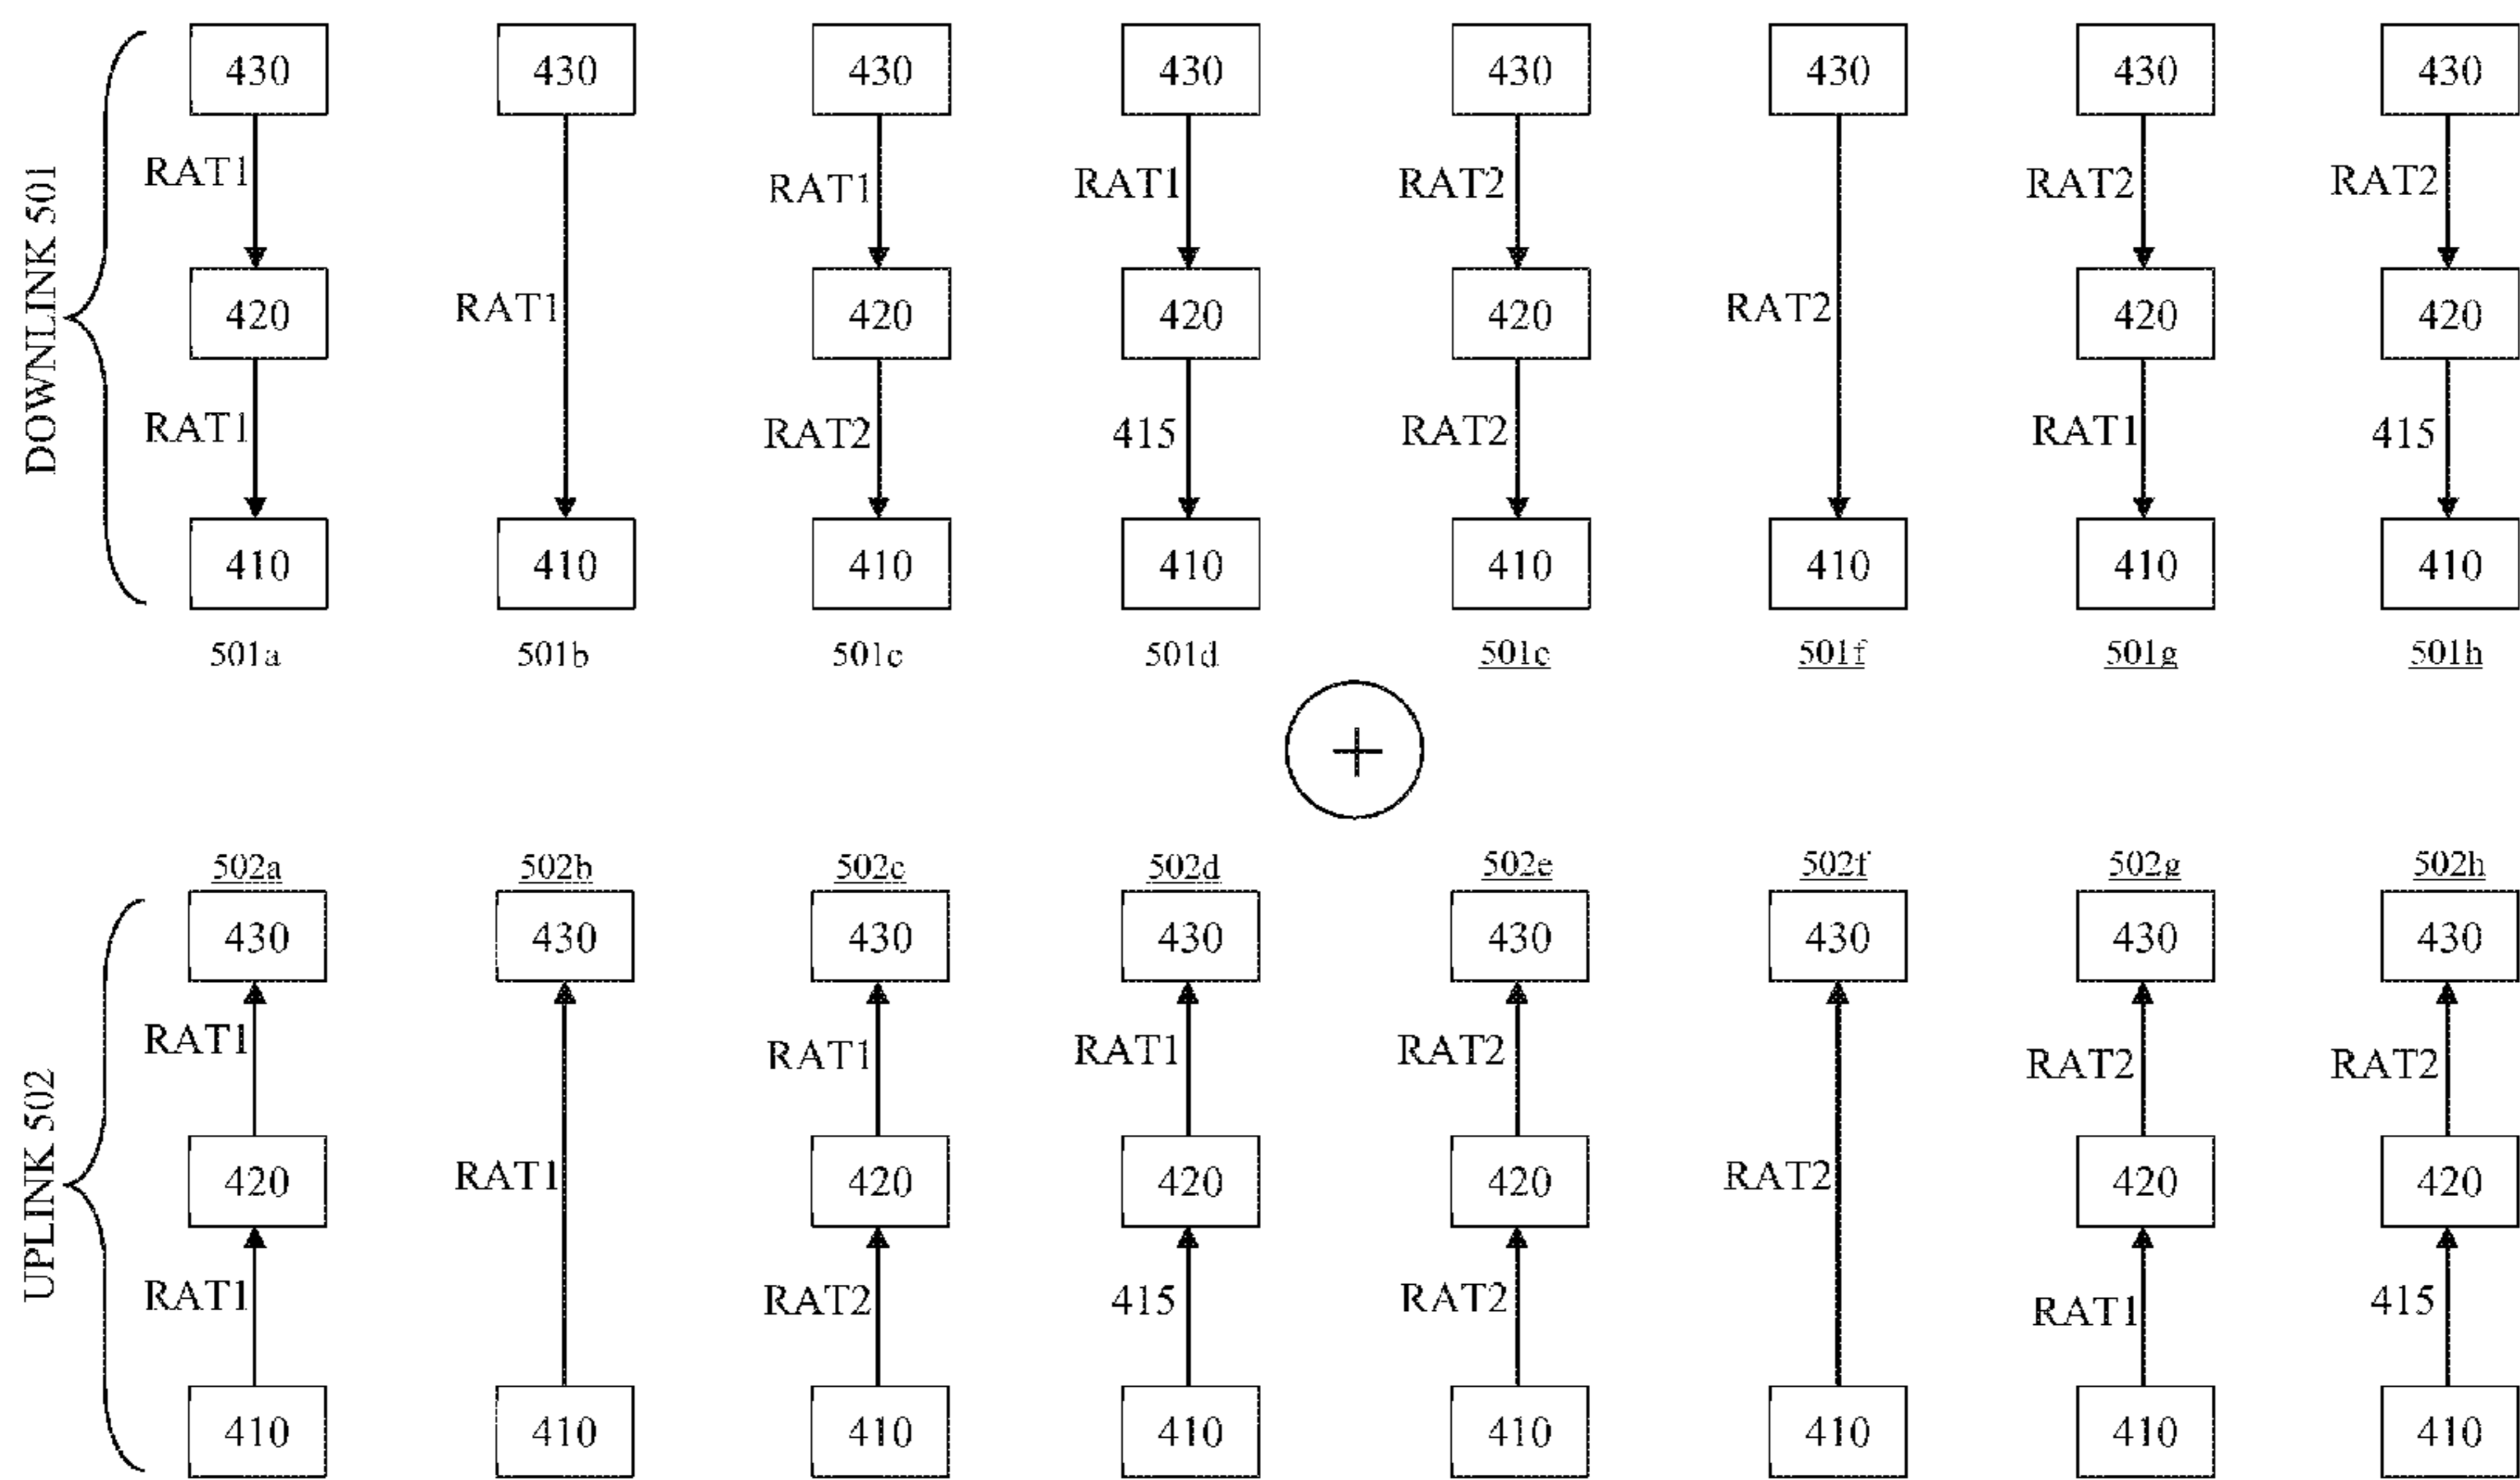 430 430 430 430 430 430 430 430
RAT1 RAT1 RAT1 RAT2 RAT2 RAT2
DOWNLINK 501
420 RAT1 420 420 420 RAT2 420 420
RAT1 RAT2 415 RAT2 RAT1 415
410 410 410 410 410 410 410 410
501a 501b 501c 501d 501e 501f 501g 501h
+
502a 502b 502c 502d 502e 502f 502g 502h
430 430 430 430 430 430 430 430
RAT1 RAT1 RAT1 RAT2 RAT2 RAT2
UPLINK 502
420 RAT1 420 420 420 RAT2 420 420
RAT1 RAT2 415 RAT2 RAT1 415
410 410 410 410 410 410 410 410